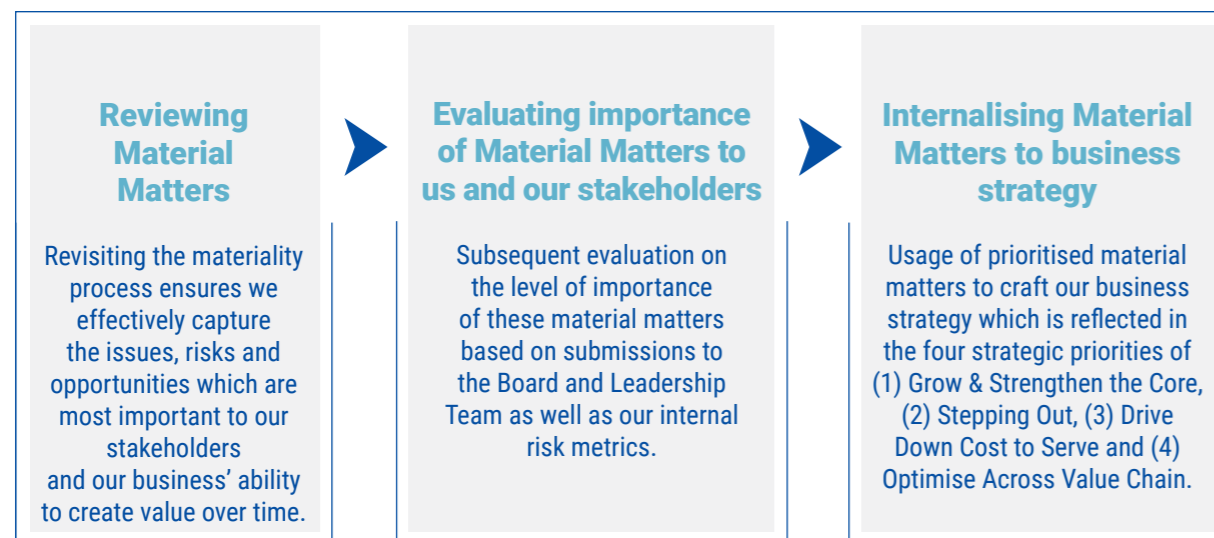 Reviewing
Material
Matters
Revisiting the materiality
process ensures we
effectively capture
the issues, risks and
opportunities which are
most important to our
stakeholders
and our business’ ability
to create value over time.
Evaluating importance
of Material Matters to
us and our stakeholders
Subsequent evaluation on
the level of importance
of these material matters
based on submissions to
the Board and Leadership
Team as well as our internal
risk metrics.
Internalising Material
Matters to business
strategy
Usage of prioritised material
matters to craft our business
strategy which is reflected in
the four strategic priorities of
(1) Grow & Strengthen the Core,
(2) Stepping Out, (3) Drive
Down Cost to Serve and (4)
Optimise Across Value Chain.